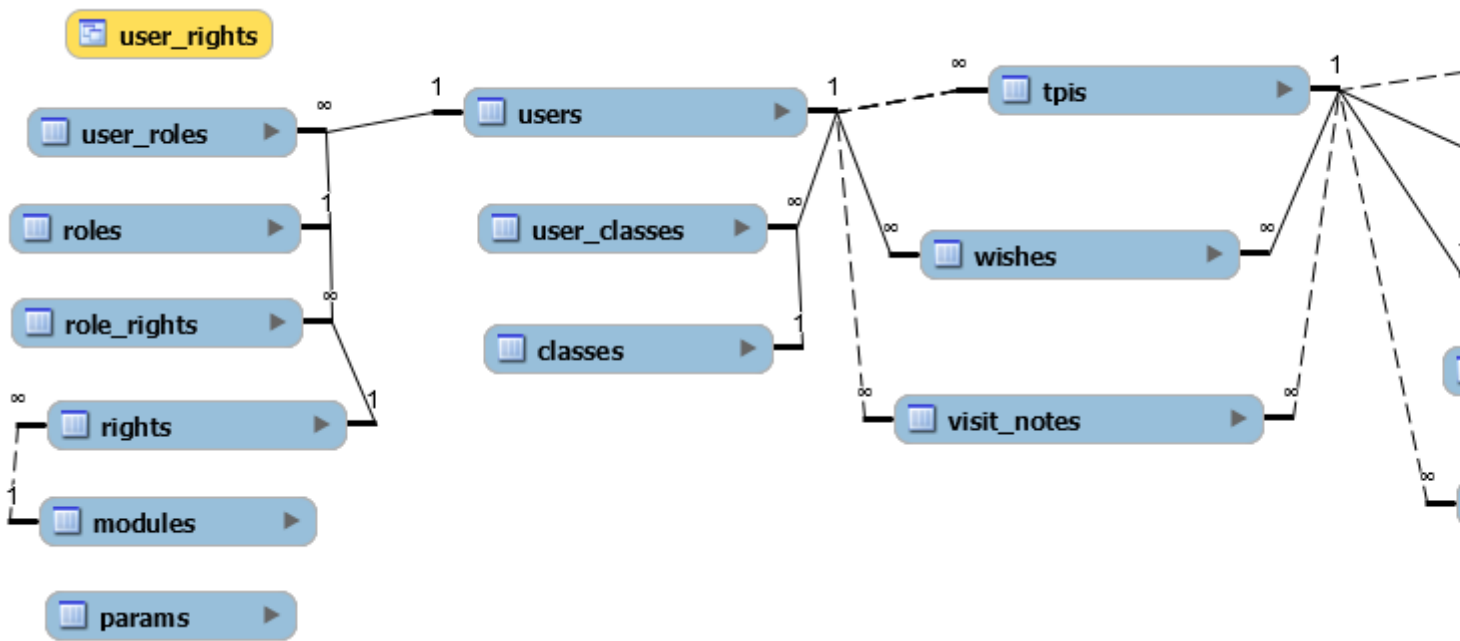 user_rights
∞ 1 users 1 ∞ tpis 1
user_roles
1 roles
∞ user_classes
∞ wishes ∞
∞ role_rights
1 classes
∞ rights 1
∞ visit_notes ∞
1 modules
∞
params